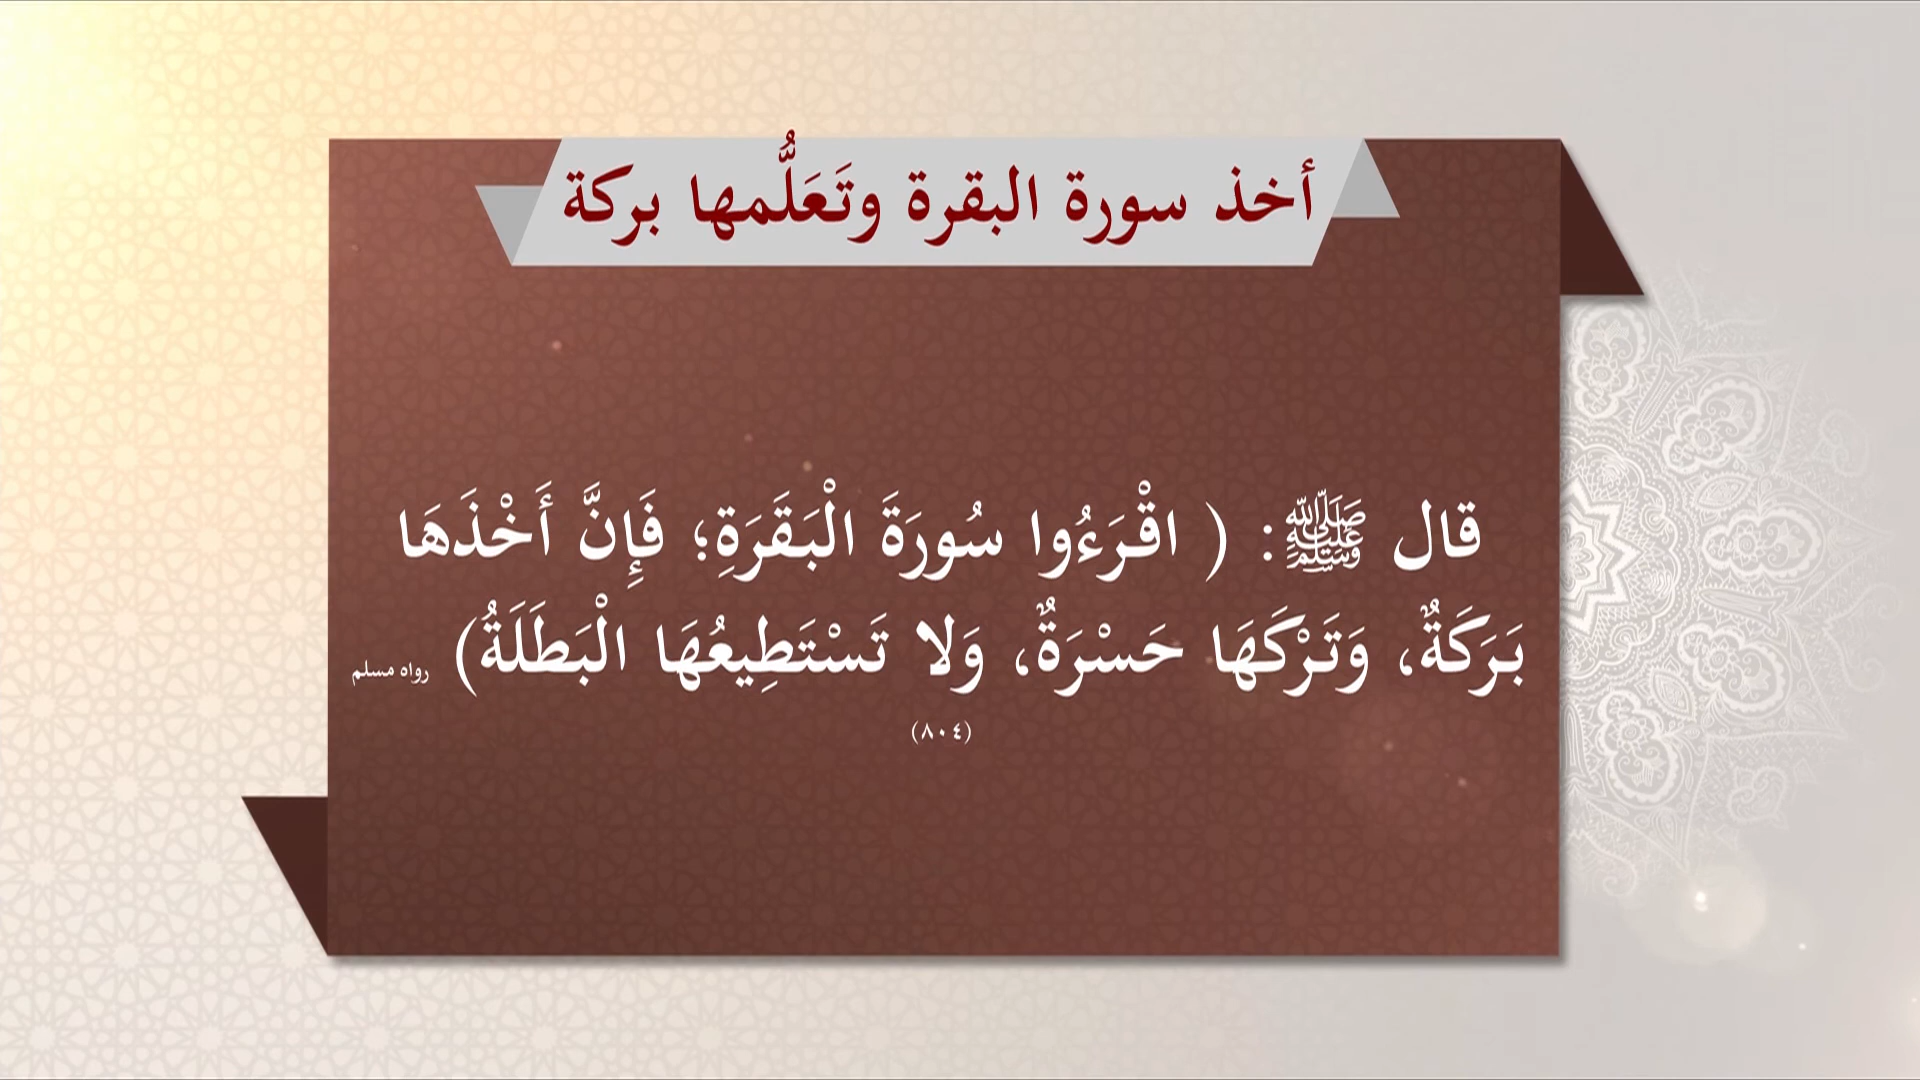 أخذ سورة البقرة وتَعَلُّمها بركة
قال ﷺ: ( اقْرَءُوا سُورَةَ الْبَقَرَةِ؛ فَإِنَّ أَخْذَهَا
بَرَكَةٌ، وَتَرْكَهَا حَسْرَةٌ، وَلا تَسْتَطِيعُهَا الْبَطَلَةُ) رواه مسلم
(٨٠٤)